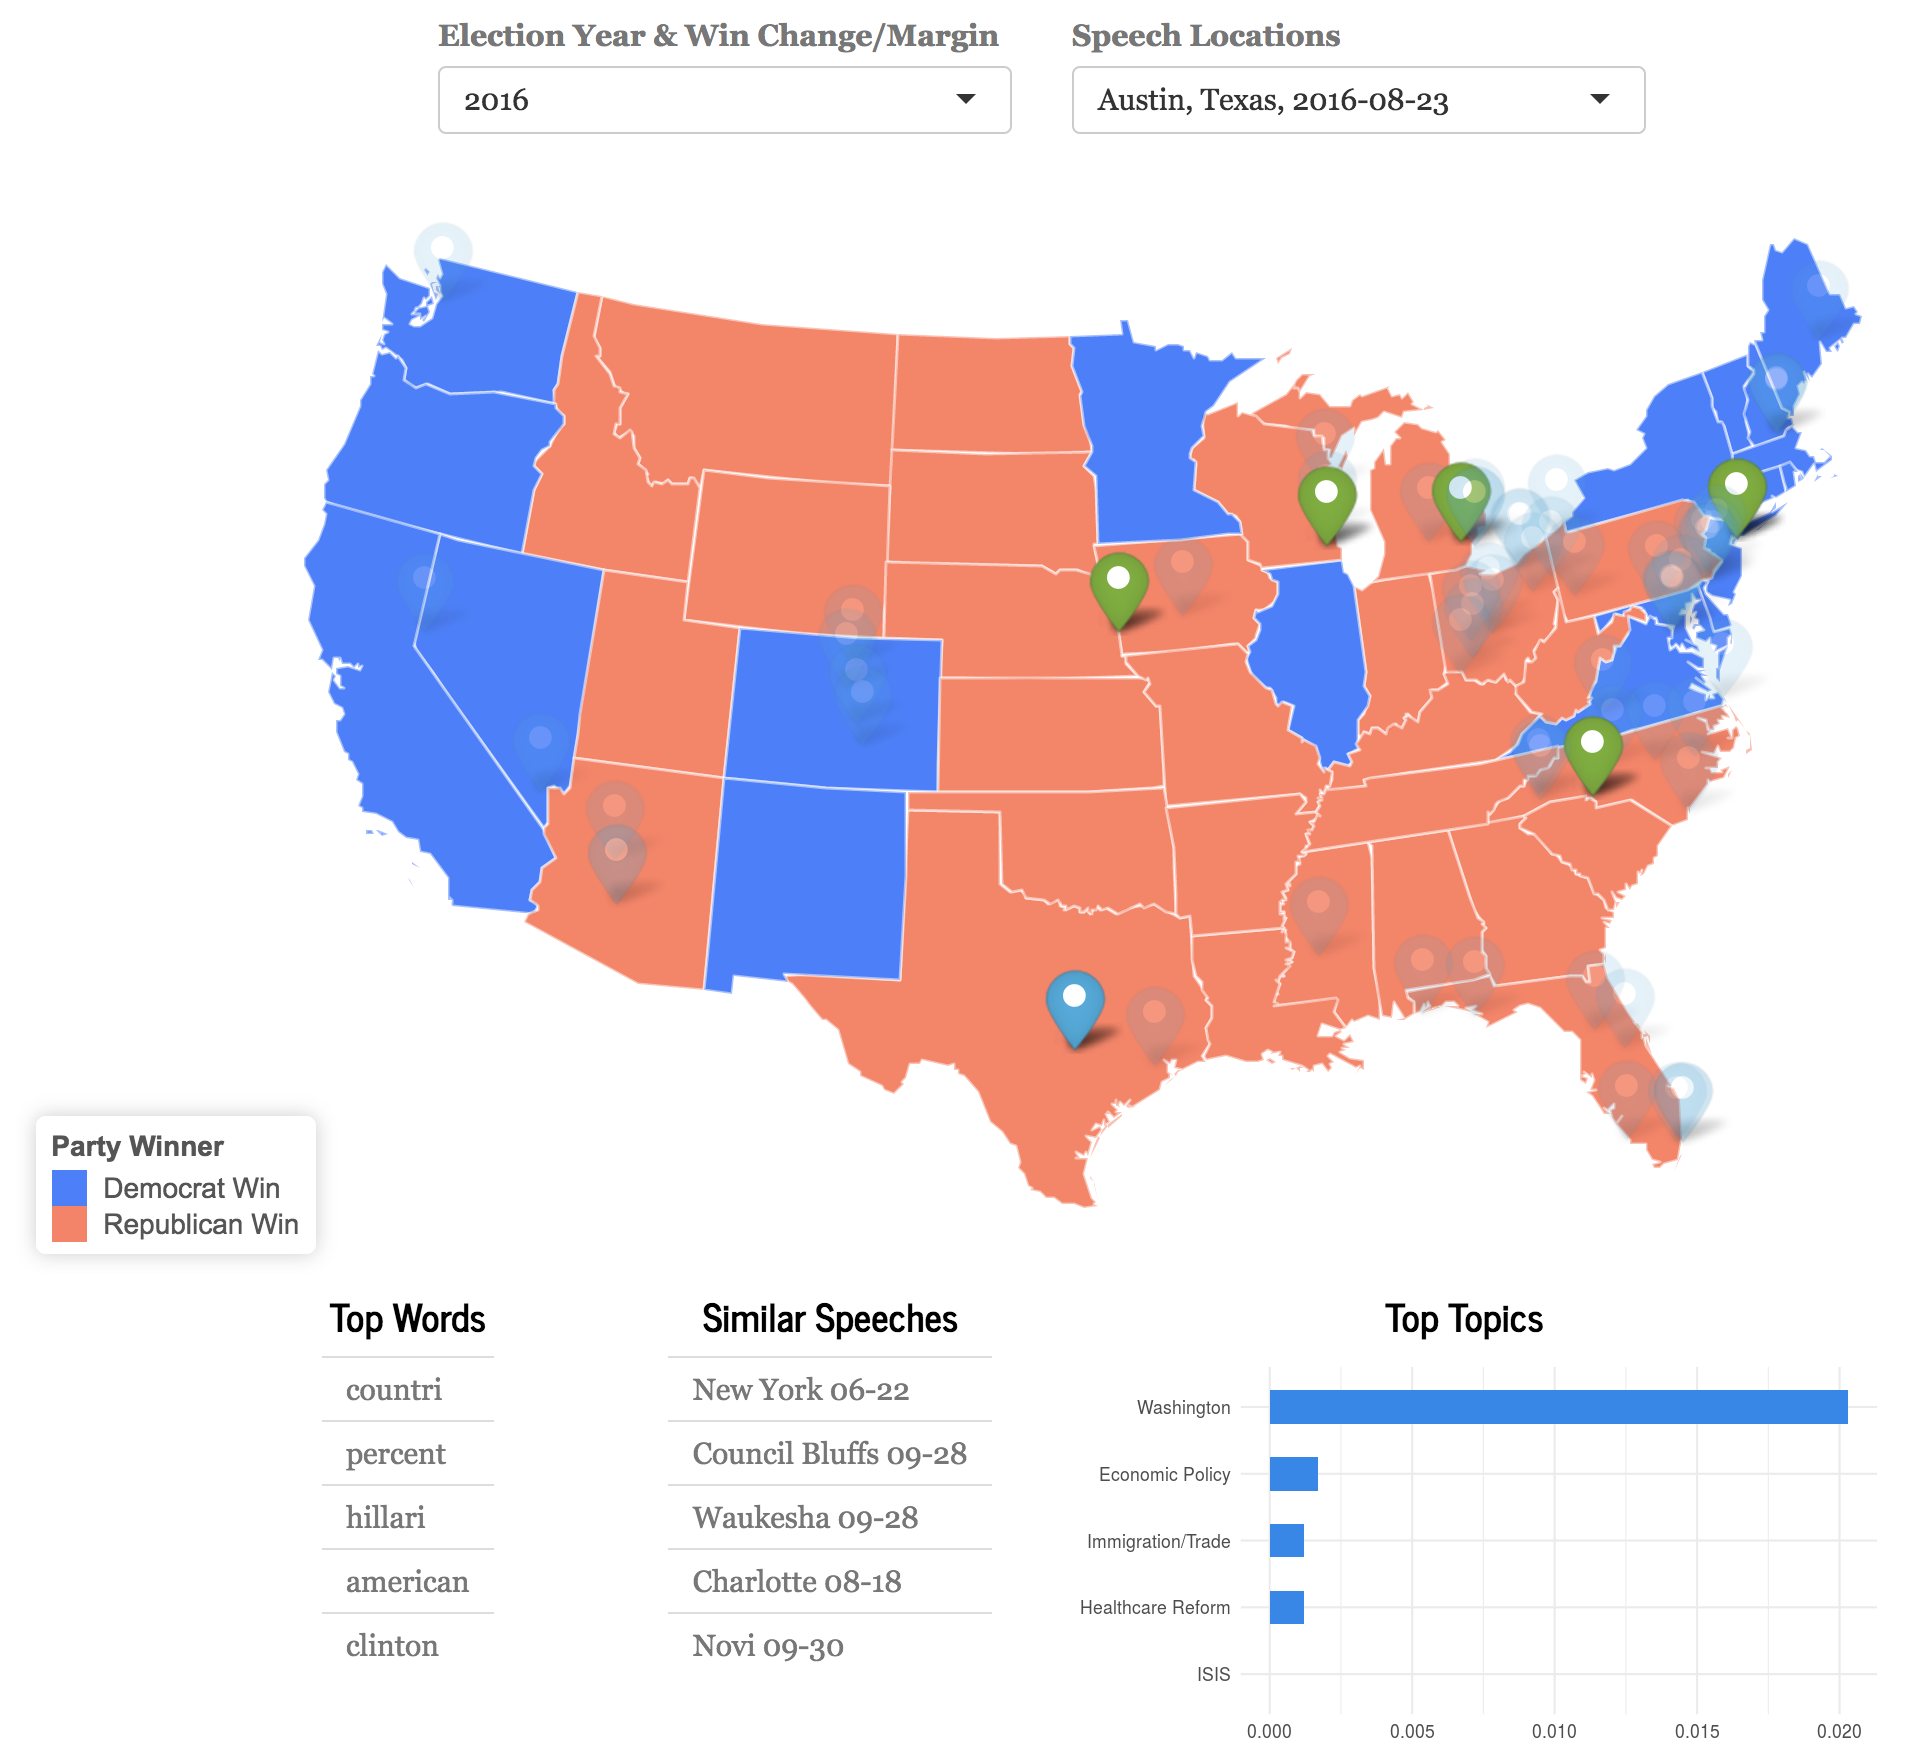 Election Year & Win Change/Margin
Speech Locations
2016
Austin, Texas, 2016-08-23
Party Winner
Democrat Win
Republican Win
Top Words
countri
percent
hillari
american
clinton
Similar Speeches
New York 06-22
Council Bluffs 09-28
Waukesha 09-28
Charlotte 08-18
Novi 09-30
Top Topics
Washington
Economic Policy
Immigration/Trade
Healthcare Reform
ISIS
0.000 0.005 0.010 0.015 0.020